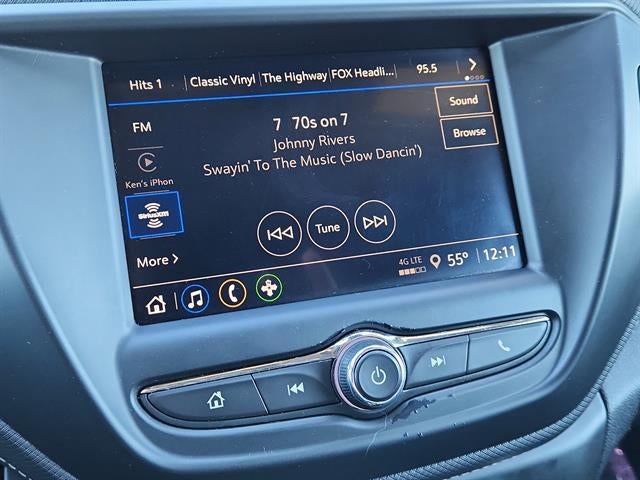 Hits 1 Classic Vinyl The Highway FOX Headli... 95.5
FM
7 70s on 7
Johnny Rivers
Swayin' To The Music (Slow Dancin')
Sound
Browse
Ken's iPhon
SiriusXM
Tune
More
4G LTE 55° 12:11